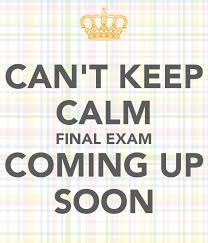 CAN'T KEEP
CALM
FINAL EXAM
COMING UP
SOON